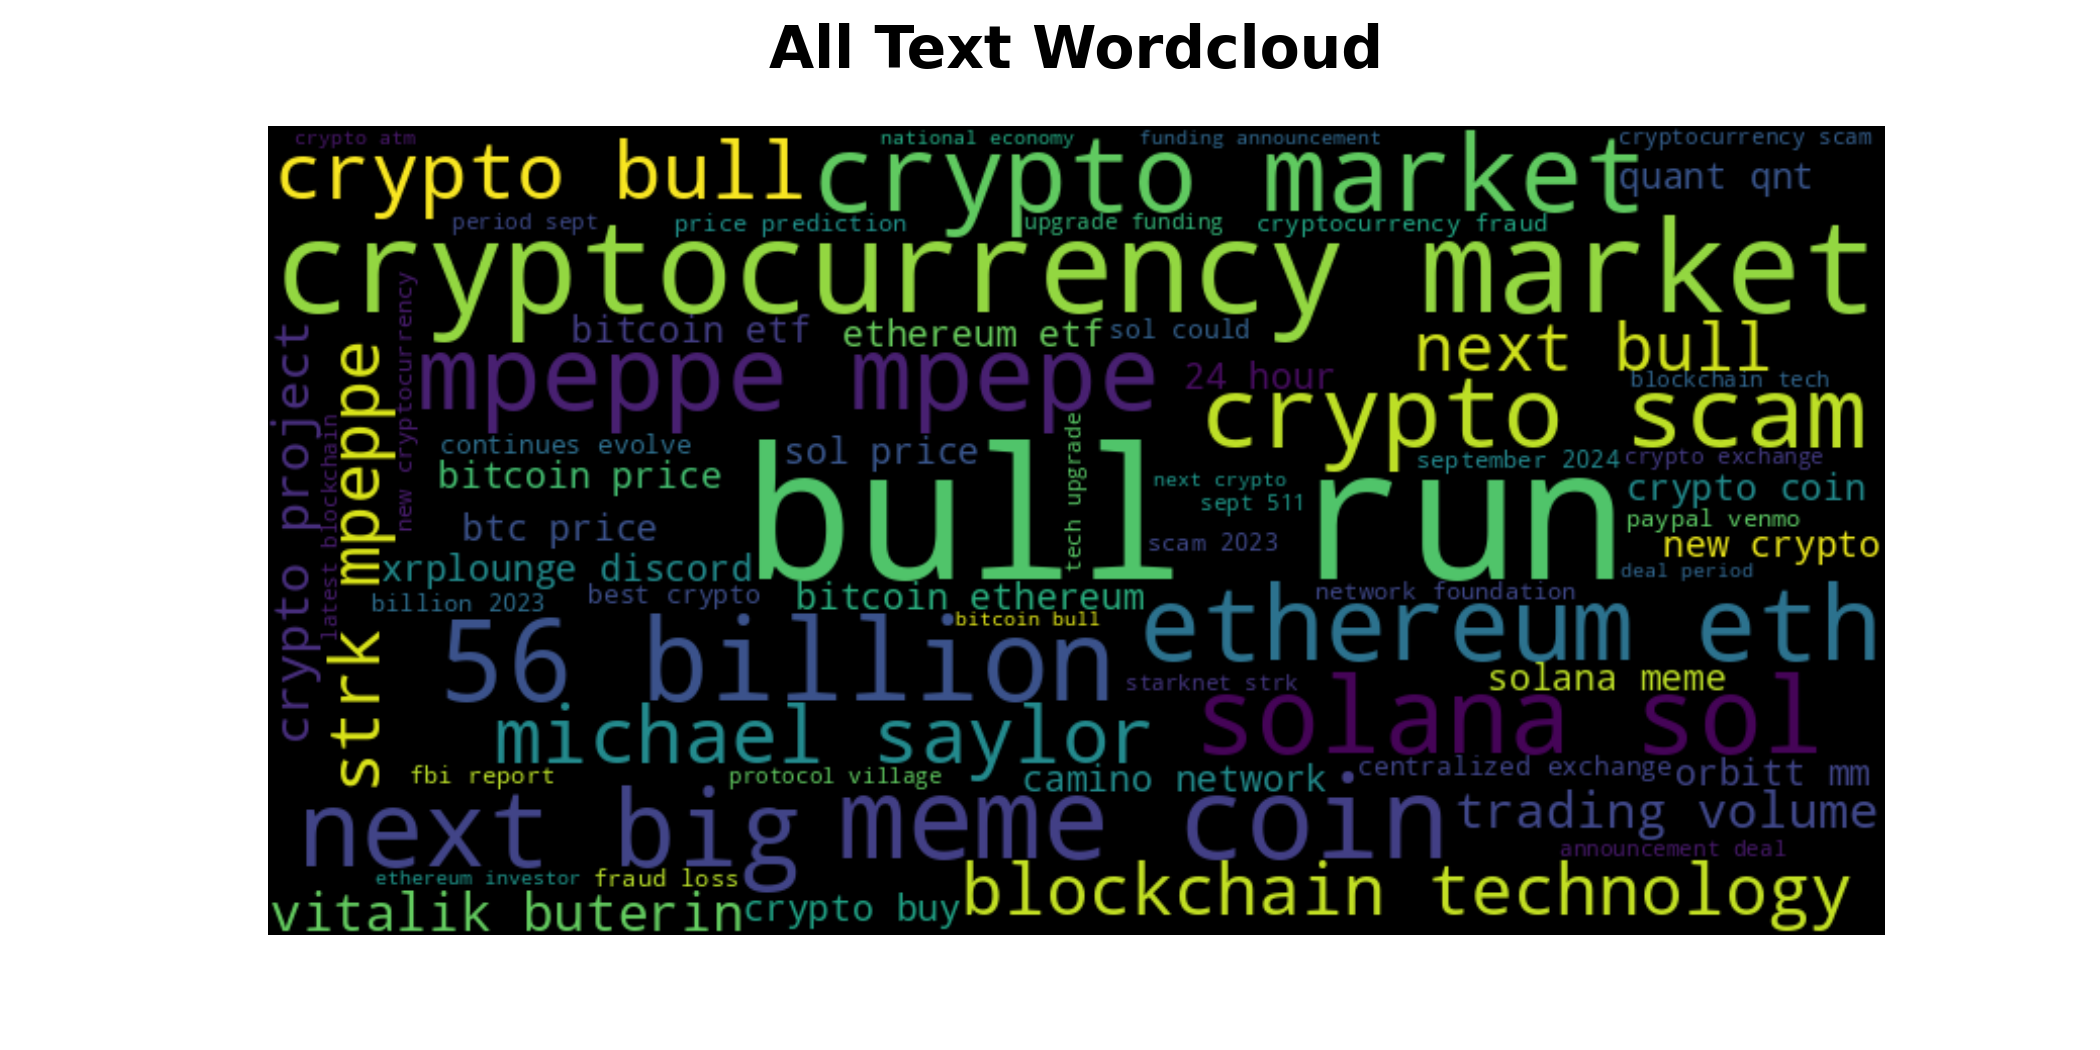 All Text Wordcloud
crypto atm
national economy
funding announcement
cryptocurrency scam
crypto bull
crypto market
quant qnt
period sept
price prediction
upgrade funding
cryptocurrency fraud
cryptocurrency market
new cryptocurrency
crypto project
strk mpeppe
latest blockchain
bitcoin etf
ethereum etf
sol could
next bull
mpeppe mpepe
24 hour
blockchain tech
crypto scam
continues evolve
sol price
tech upgrade
september 2024
crypto exchange
bitcoin price
bull run
next crypto
sept 511
crypto coin
btc price
paypal venmo
scam 2023
new crypto
xrplounge discord
deal period
billion 2023
best crypto
bitcoin ethereum
network foundation
bitcoin bull
56 billion
ethereum eth
starknet strk
solana meme
michael saylor
solana sol
fbi report
protocol village
camino network
centralized exchange
orbitt mm
next big
meme coin
trading volume
announcement deal
ethereum investor
fraud loss
vitalik buterin
crypto buy
blockchain technology